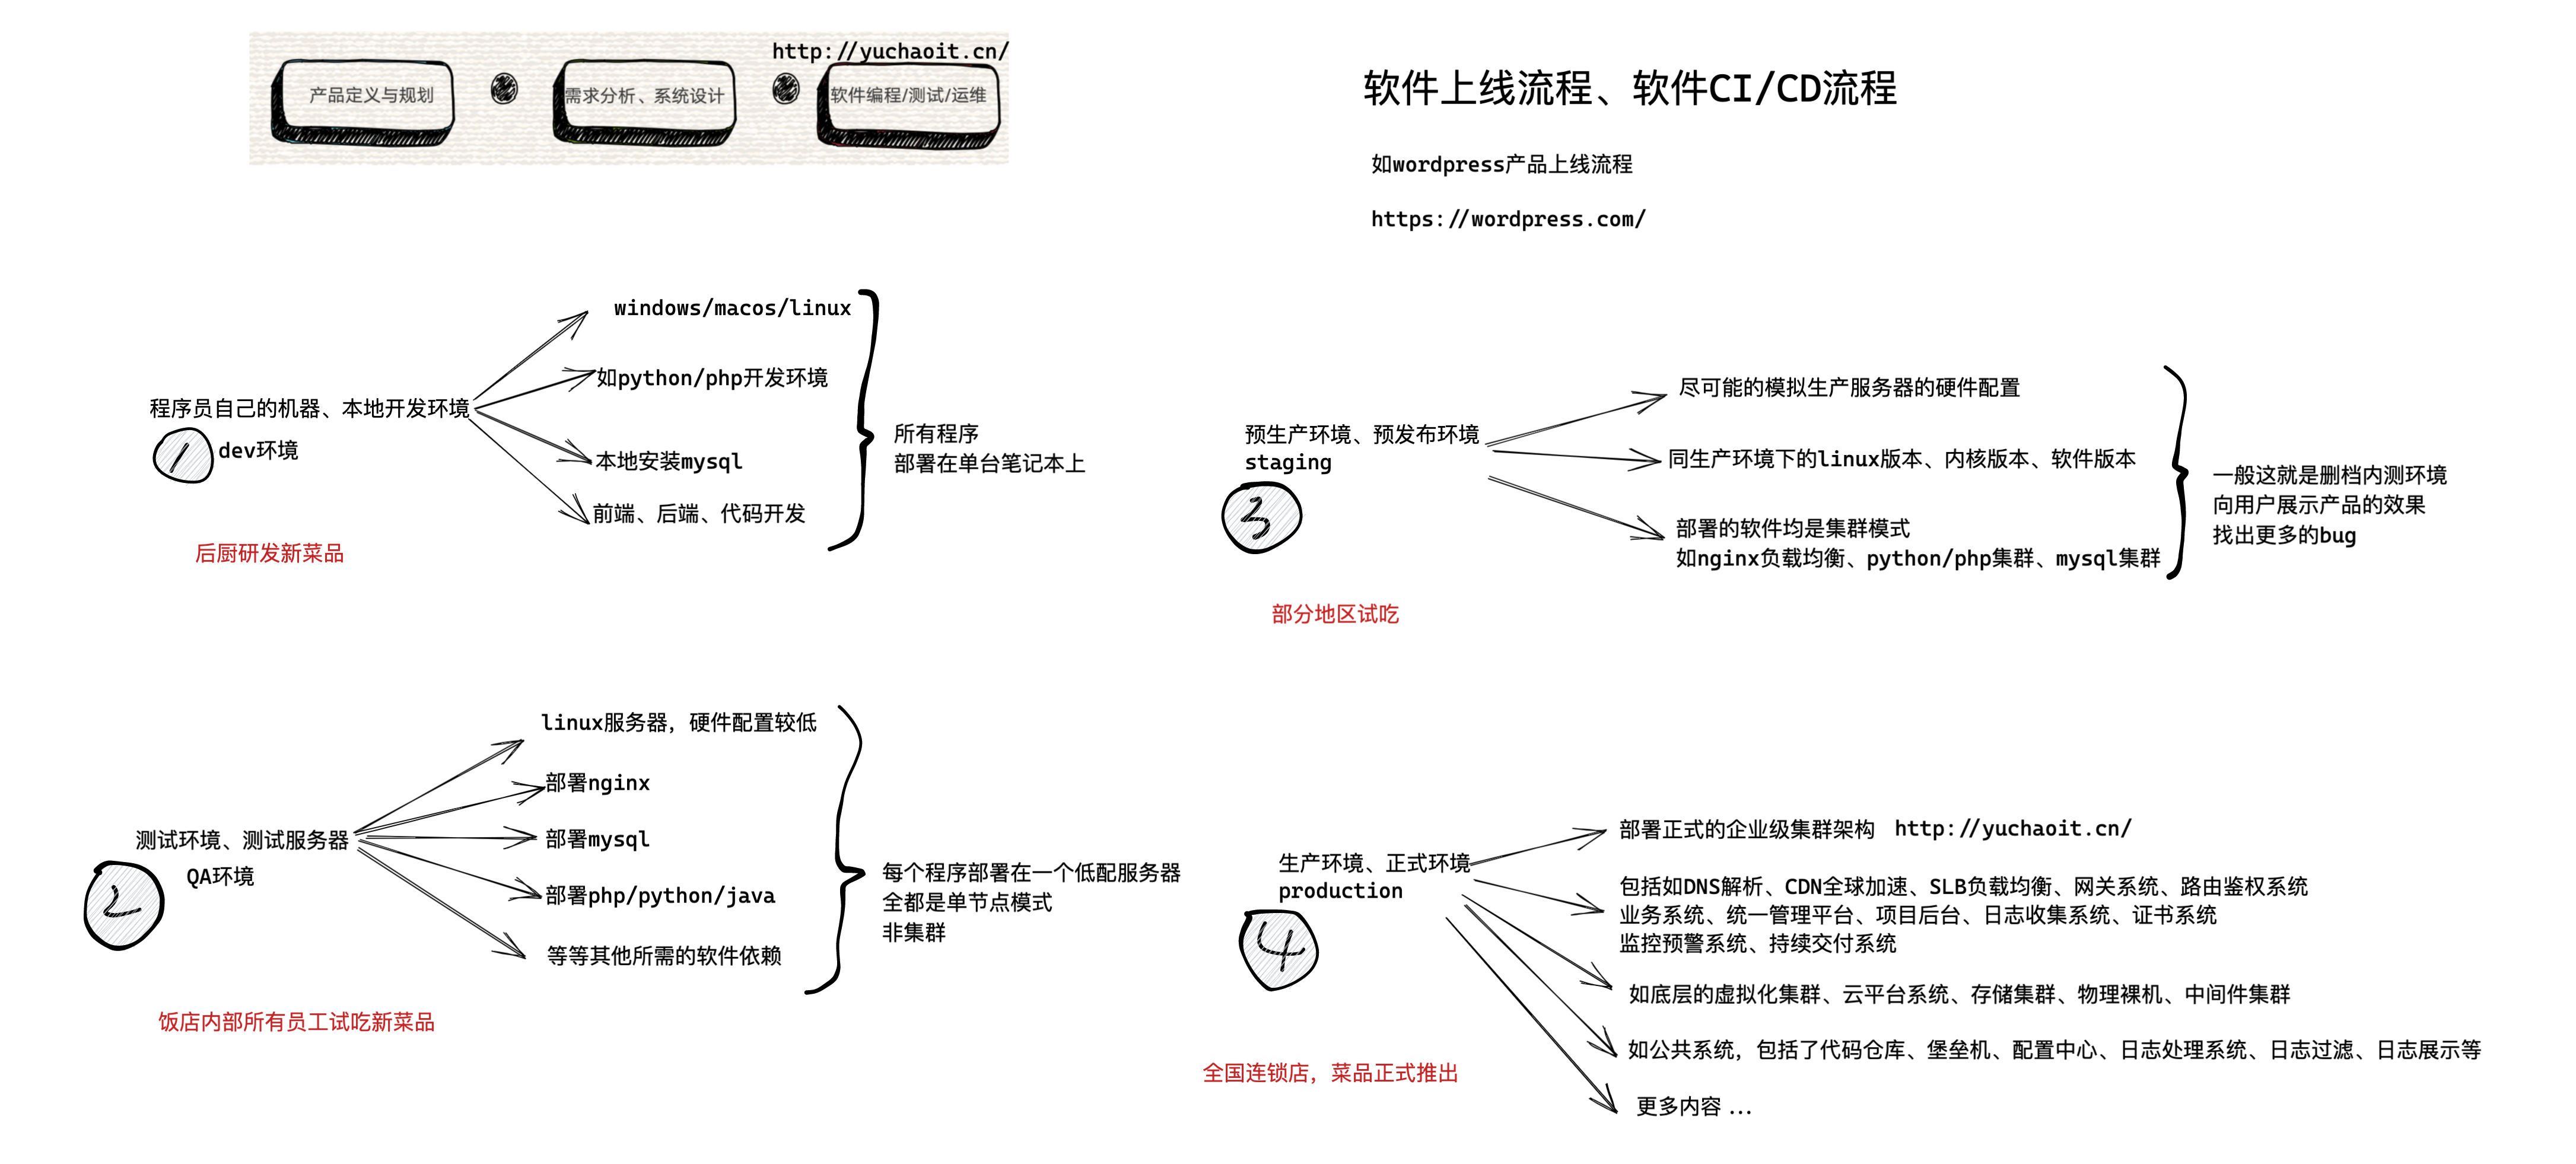 http://yuchaoit.cn/
产品定义与规划
需求分析、系统设计
软件编程/测试/运维
软件上线流程、软件CI/CD流程
如wordpress产品上线流程
https://wordpress.com/
程序员自己的机器、本地开发环境
1
dev环境
windows/macos/linux
如python/php开发环境
本地安装mysql
前端、后端、代码开发
所有程序
部署在单台笔记本上
后厨研发新菜品
测试环境、测试服务器
2
QA环境
linux服务器，硬件配置较低
部署nginx
部署mysql
部署php/python/java
等等其他所需的软件依赖
每个程序部署在一个低配服务器
全都是单节点模式
非集群
饭店内部所有员工试吃新菜品
预生产环境、预发布环境
staging
3
尽可能的模拟生产服务器的硬件配置
同生产环境下的linux版本、内核版本、软件版本
部署的软件均是集群模式
如nginx负载均衡、python/php集群、mysql集群
一般这就是删档内测环境
向用户展示产品的效果
找出更多的bug
部分地区试吃
生产环境、正式环境
production
4
部署正式的企业级集群架构 http://yuchaoit.cn/
包括如DNS解析、CDN全球加速、SLB负载均衡、网关系统、路由鉴权系统
业务系统、统一管理平台、项目后台、日志收集系统、证书系统
监控预警系统、持续交付系统
如底层的虚拟化集群、云平台系统、存储集群、物理裸机、中间件集群
如公共系统，包括了代码仓库、堡垒机、配置中心、日志处理系统、日志过滤、日志展示等
更多内容 ...
全国连锁店，菜品正式推出